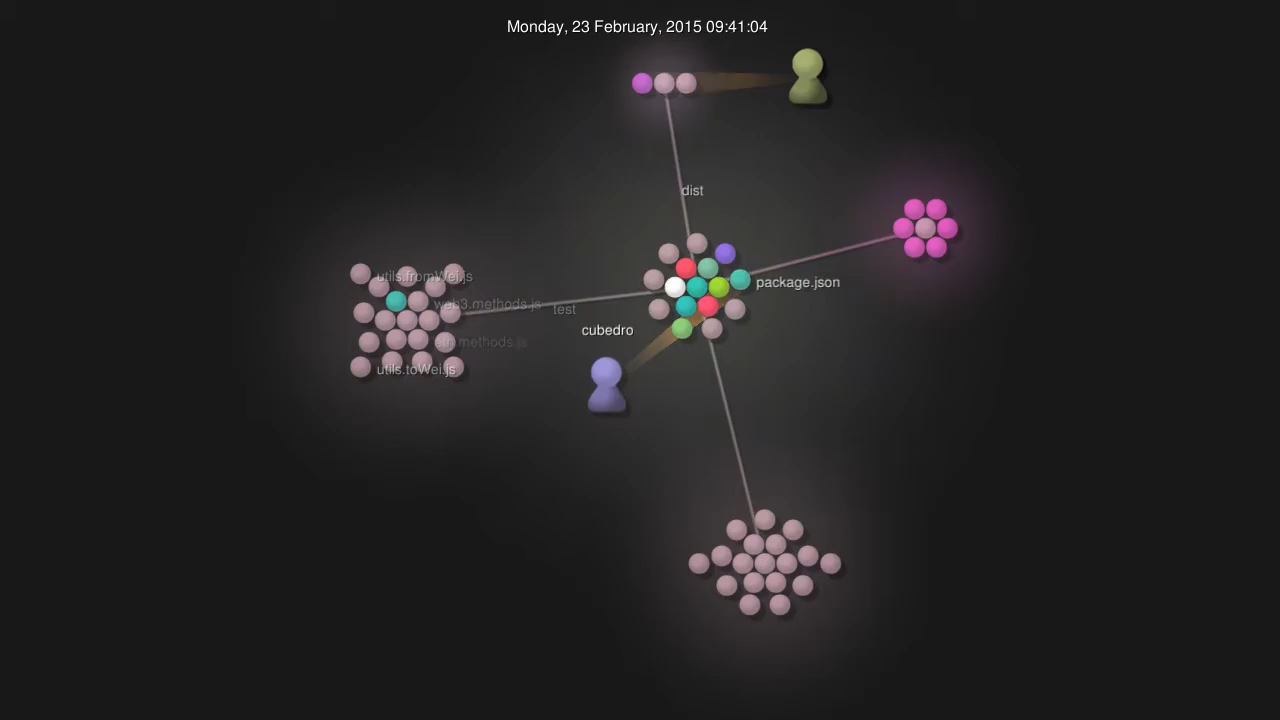 Monday, 23 February, 2015 09:41:04
dist
utils.fromWei.js
package.json
web3.methods.js
test
cubedro
eth.methods.js
utils.toWei.js